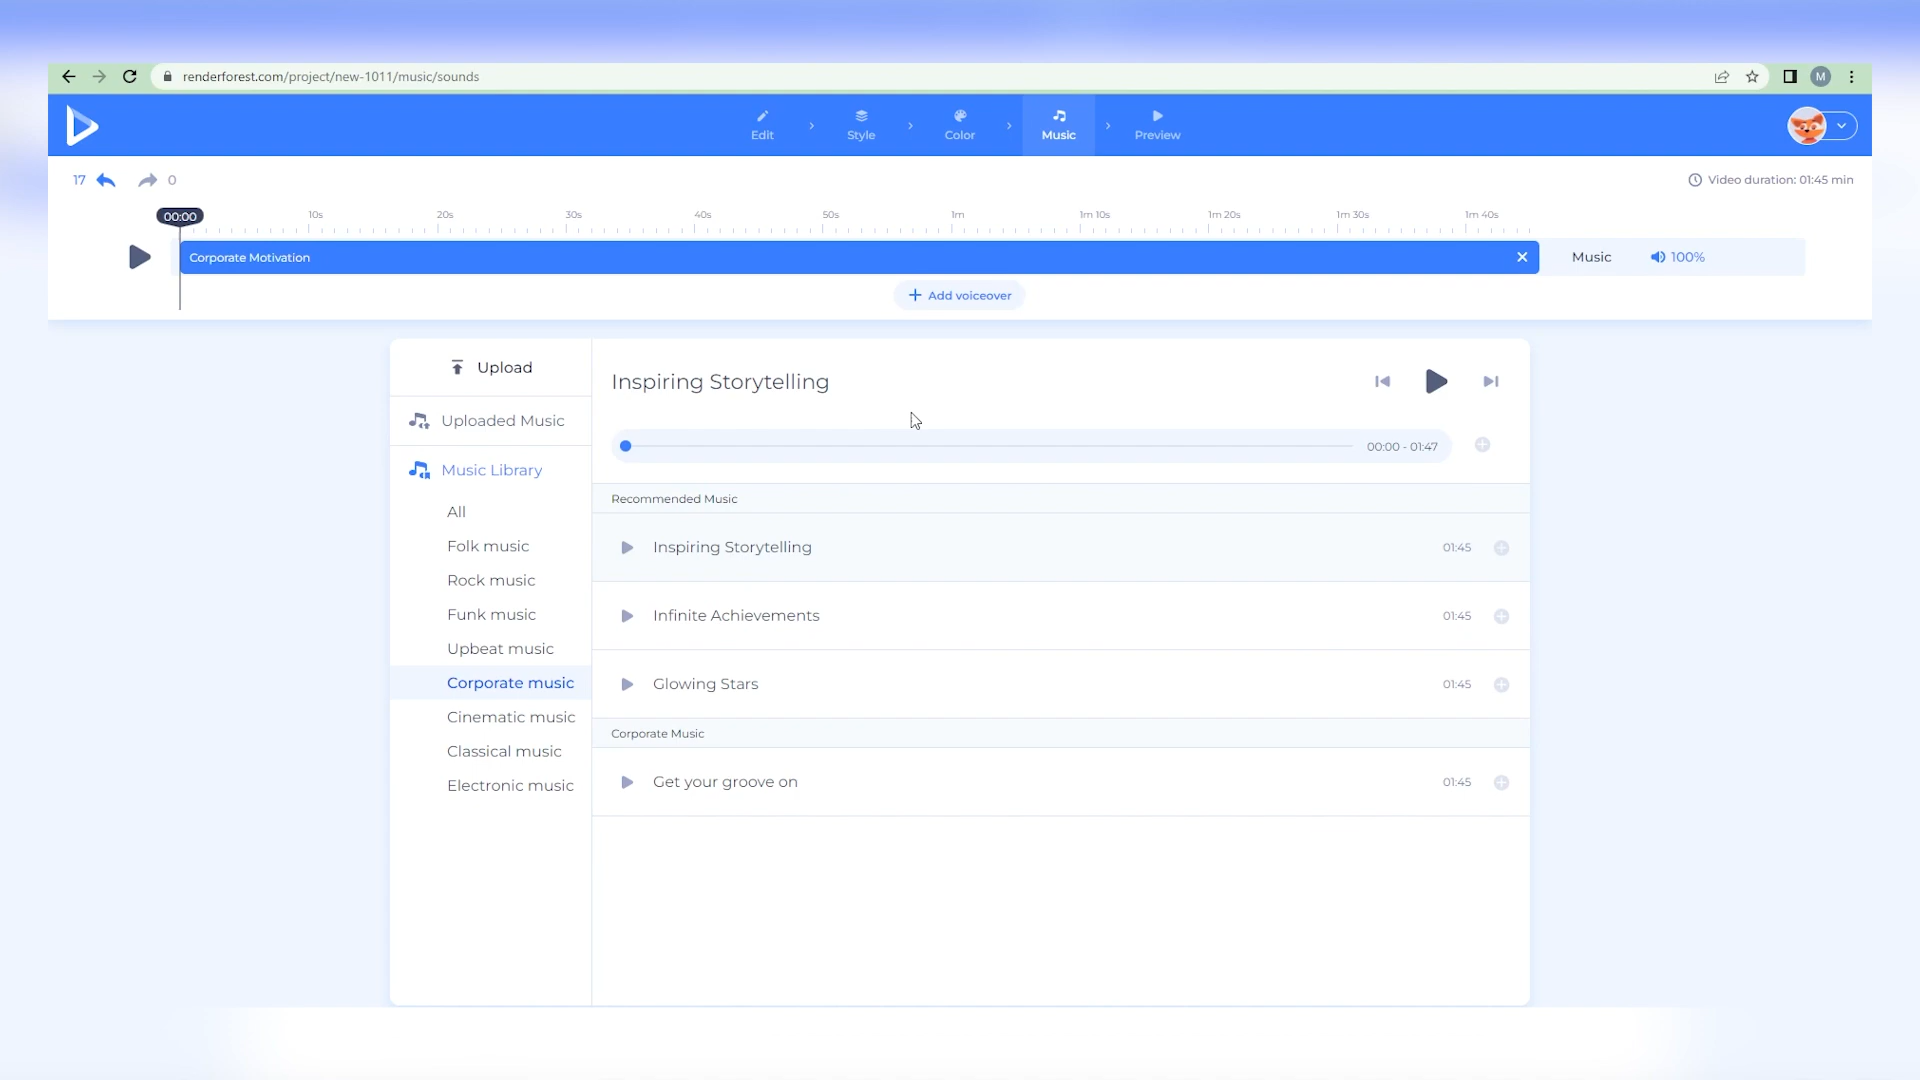 renderforest.com/project/new-1011/music/sounds
M
Edit
Style
Color
Music
Preview
17
0
Video duration: 01:45 min
00:00
10s
20s
30s
40s
50s
1m
1m 10s
1m 20s
1m 30s
1m 40s
Corporate Motivation
Music
100%
Add voiceover
Upload
Uploaded Music
Music Library
All
Folk music
Rock music
Funk music
Upbeat music
Corporate music
Cinematic music
Classical music
Electronic music
Inspiring Storytelling
00:00 - 01:47
Recommended Music
Inspiring Storytelling 01:45
Infinite Achievements 01:45
Glowing Stars 01:45
Corporate Music
Get your groove on 01:45